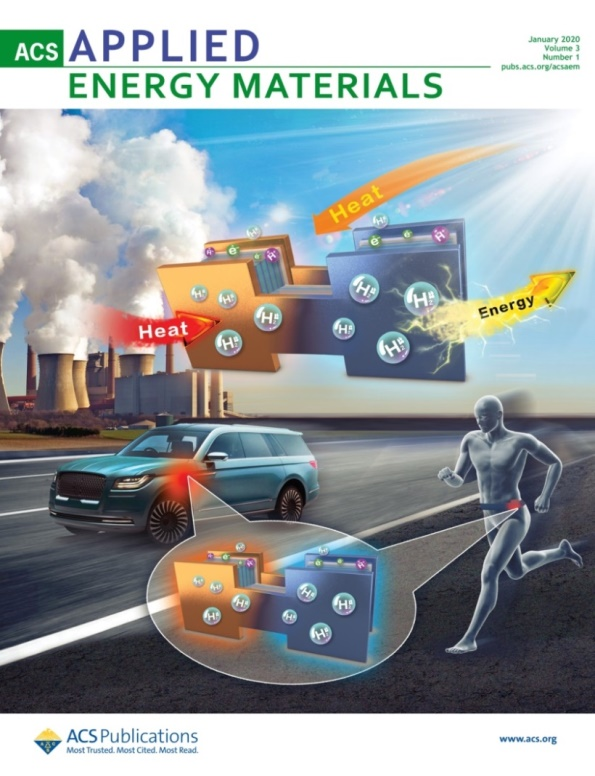 ACS APPLIED
ENERGY MATERIALS
January 2020
Volume 3
Number 1
pubs.acs.org/acsaem
Heat
Heat
Energy
ACS Publications
Most Trusted. Most Cited. Most Read.
www.acs.org